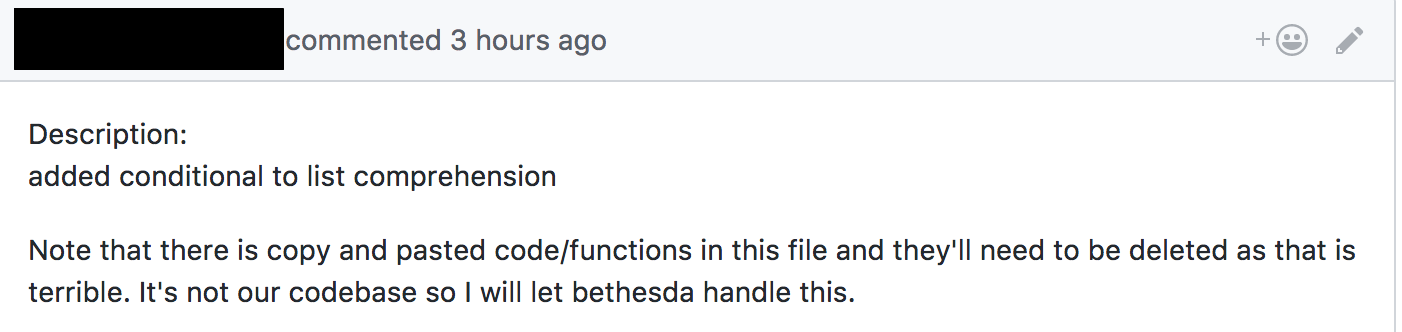 commented 3 hours ago
Description:
added conditional to list comprehension
Note that there is copy and pasted code/functions in this file and they'll need to be deleted as that is
terrible. It's not our codebase so I will let bethesda handle this.